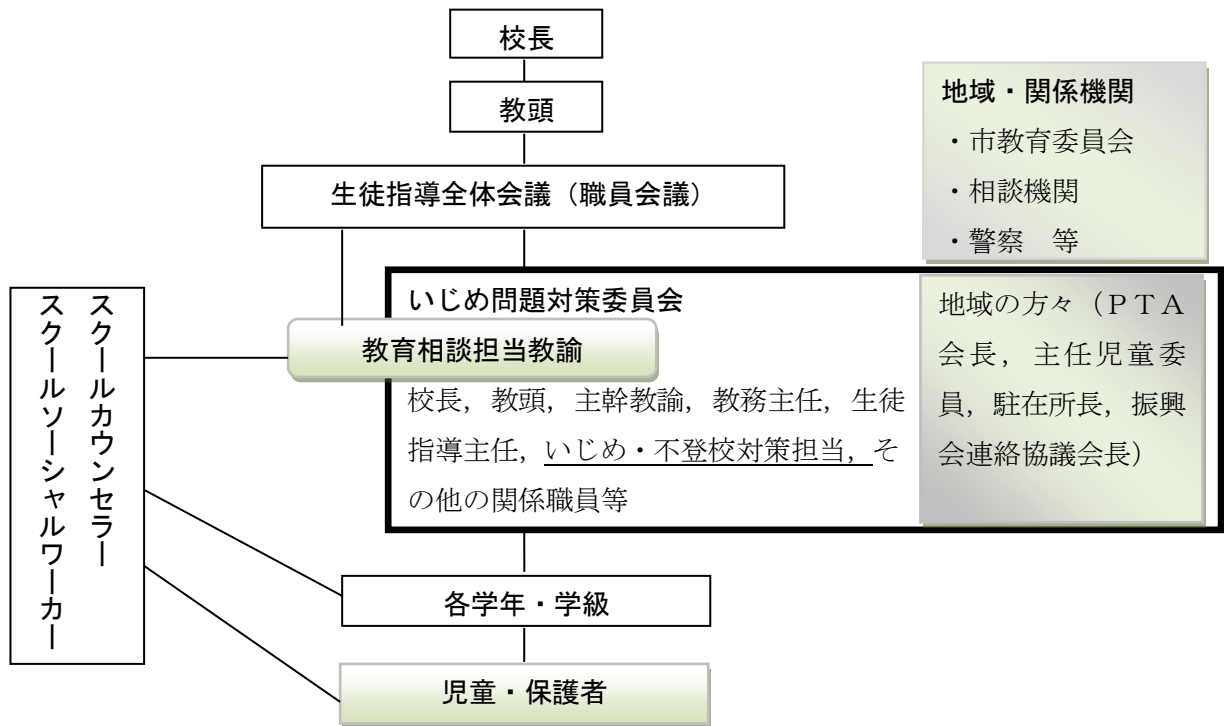 校長
教頭
生徒指導全体会議（職員会議）
地域・関係機関
・市教育委員会
・相談機関
・警察　等
いじめ問題対策委員会
教育相談担当教諭
校長，教頭，主幹教諭，教務主任，生徒
指導主任，いじめ・不登校対策担当，そ
の他の関係職員等
地域の方々（ＰＴＡ
会長，主任児童委
員，駐在所長，振興
会連絡協議会長）
スクールカウンセラー
スクールソーシャルワーカー
各学年・学級
児童・保護者